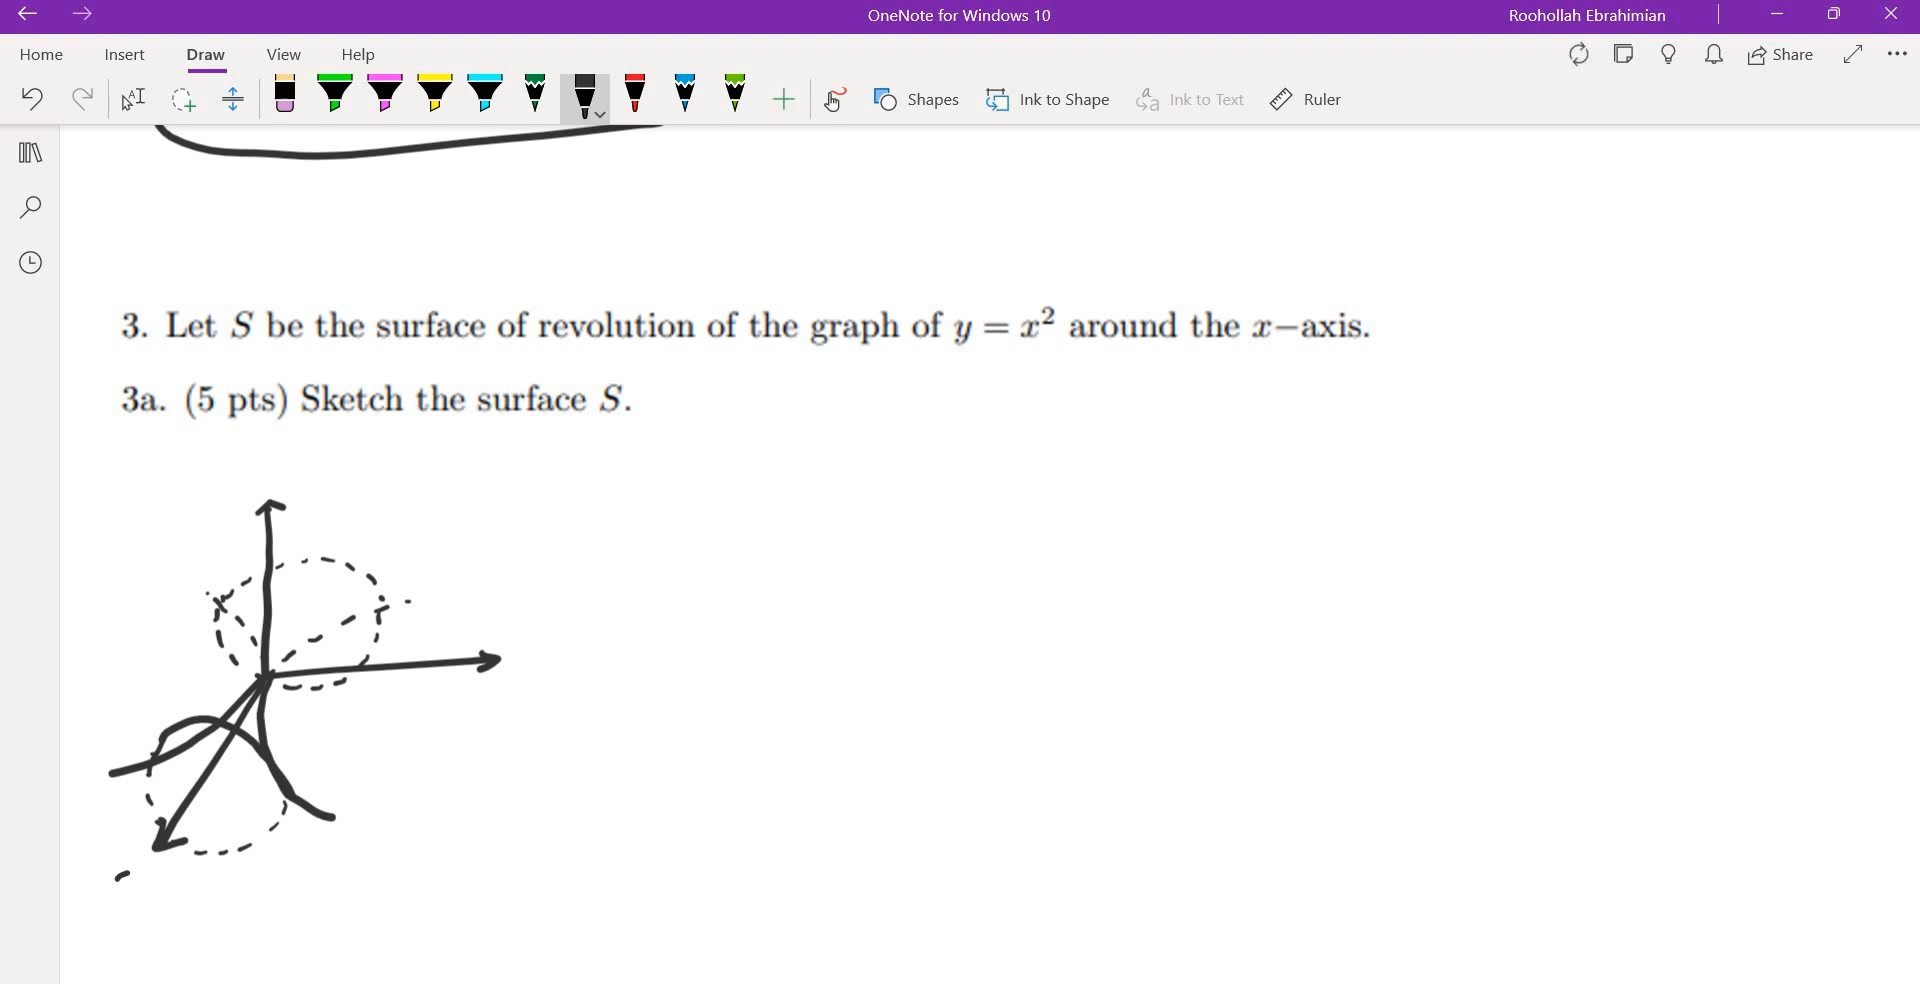 OneNote for Windows 10
Roohollah Ebrahimian
Home Insert Draw View Help
Share
Shapes Ink to Shape Ink to Text Ruler
3. Let S be the surface of revolution of the graph of y = x² around the x−axis.
3a. (5 pts) Sketch the surface S.